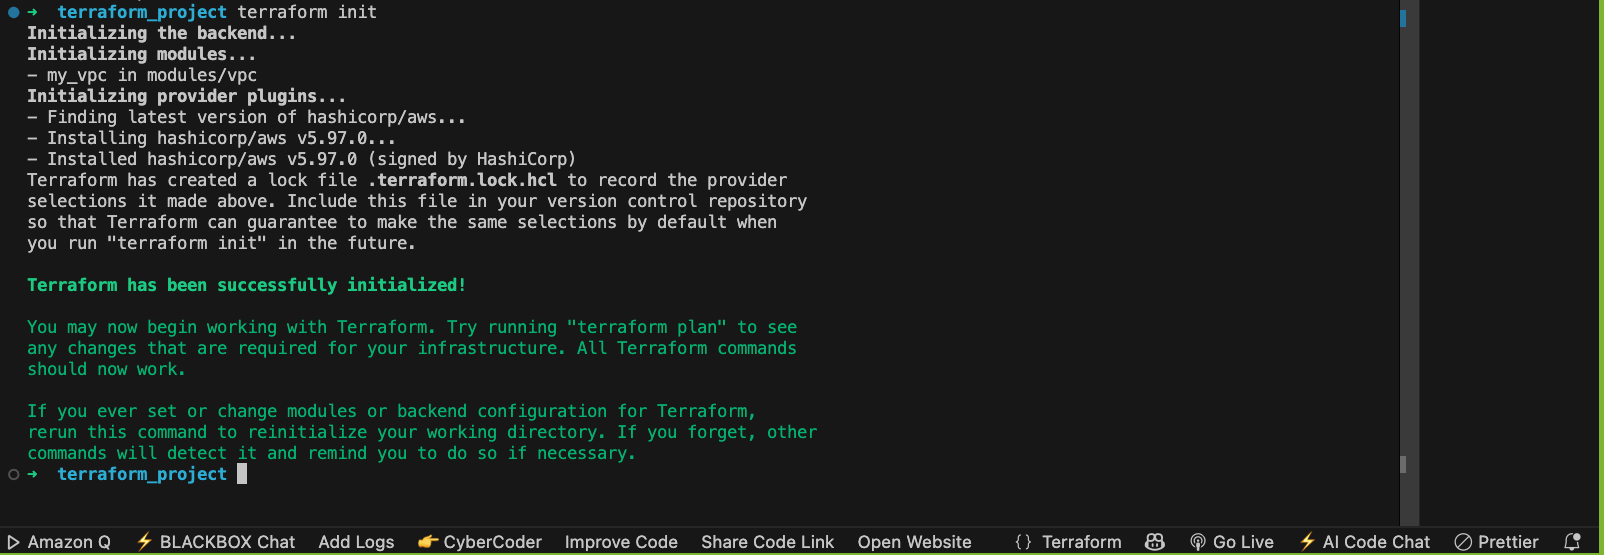 ➜ terraform_project terraform init
Initializing the backend...
Initializing modules...
- my_vpc in modules/vpc
Initializing provider plugins...
- Finding latest version of hashicorp/aws...
- Installing hashicorp/aws v5.97.0...
- Installed hashicorp/aws v5.97.0 (signed by HashiCorp)
Terraform has created a lock file .terraform.lock.hcl to record the provider
selections it made above. Include this file in your version control repository
so that Terraform can guarantee to make the same selections by default when
you run "terraform init" in the future.
Terraform has been successfully initialized!
You may now begin working with Terraform. Try running "terraform plan" to see
any changes that are required for your infrastructure. All Terraform commands
should now work.
If you ever set or change modules or backend configuration for Terraform,
rerun this command to reinitialize your working directory. If you forget, other
commands will detect it and remind you to do so if necessary.
➜ terraform_project
Amazon Q ⚡ BLACKBOX Chat Add Logs 👉 CyberCoder Improve Code Share Code Link Open Website {} Terraform Go Live ⚡ AI Code Chat Prettier